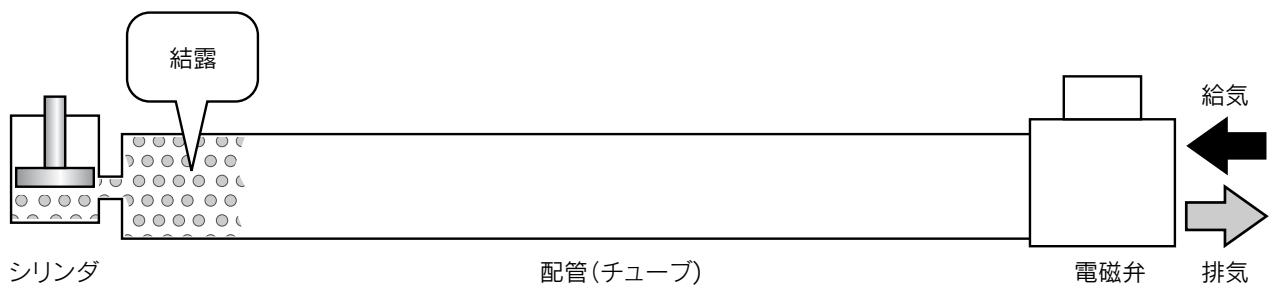 結露
給気
シリンダ
配管(チューブ)
電磁弁
排気